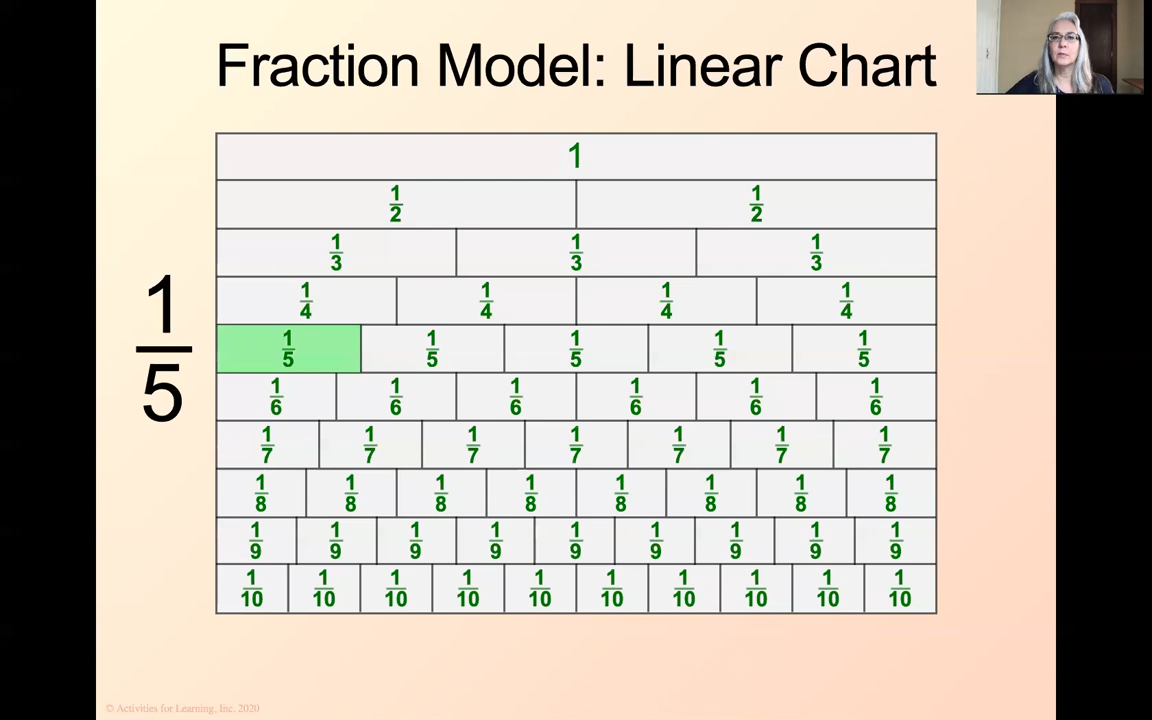 Fraction Model: Linear Chart
1
1/2 1/2
1/3 1/3 1/3
1/4 1/4 1/4 1/4
1/5
1/5 1/5 1/5 1/5 1/5
1/6 1/6 1/6 1/6 1/6 1/6
1/7 1/7 1/7 1/7 1/7 1/7 1/7
1/8 1/8 1/8 1/8 1/8 1/8 1/8 1/8
1/9 1/9 1/9 1/9 1/9 1/9 1/9 1/9 1/9
1/10 1/10 1/10 1/10 1/10 1/10 1/10 1/10 1/10 1/10
© Activities for Learning, Inc. 2020